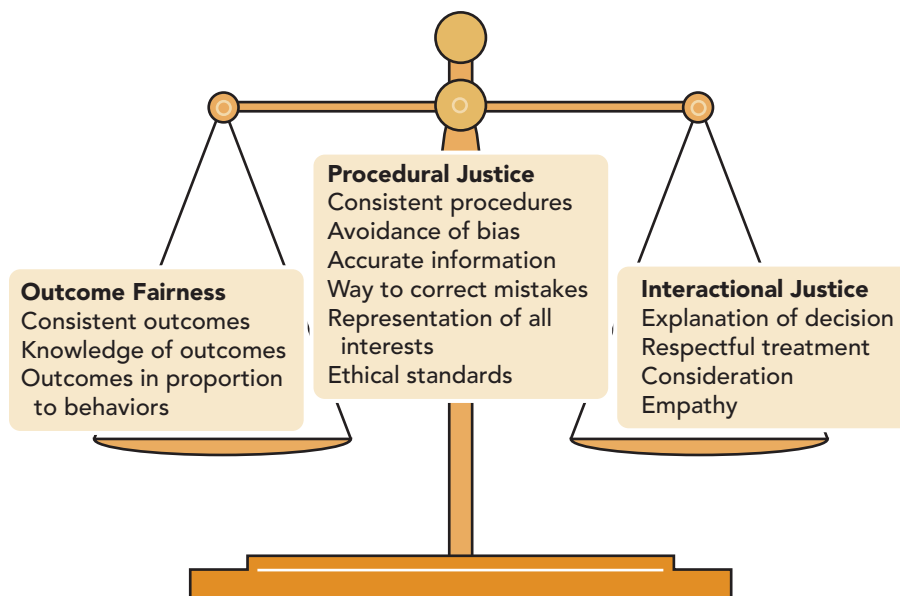 Procedural Justice
Consistent procedures
Avoidance of bias
Accurate information
Way to correct mistakes
Representation of all
interests
Ethical standards
Outcome Fairness
Consistent outcomes
Knowledge of outcomes
Outcomes in proportion
to behaviors
Interactional Justice
Explanation of decision
Respectful treatment
Consideration
Empathy